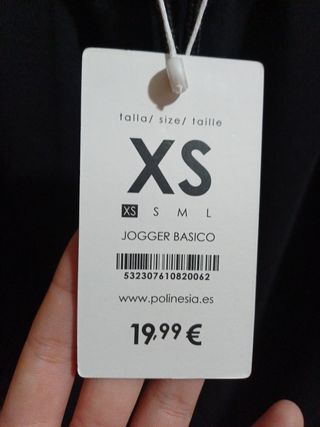 talla/ size/ taille
XS
XS S M L
JOGGER BASICO
532307610820062
www.polinesia.es
19,99 €